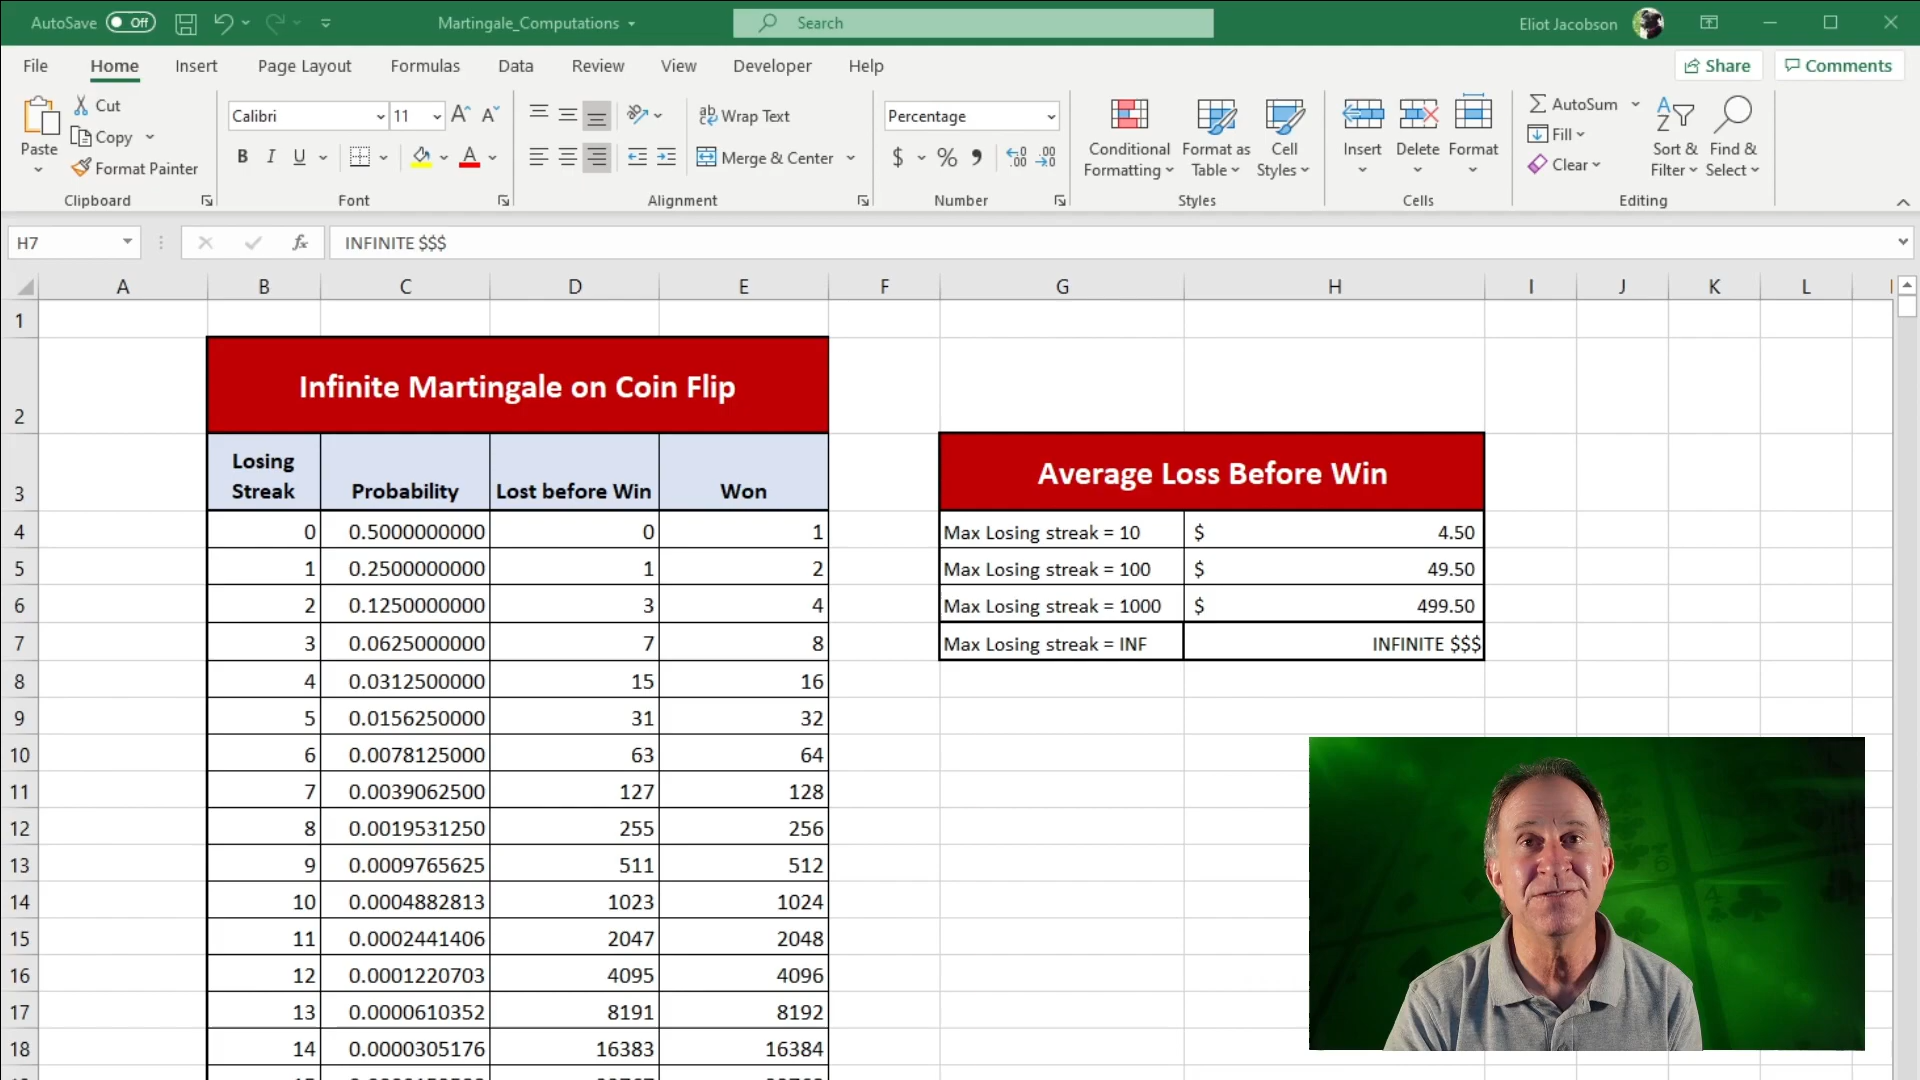 AutoSave Off Martingale_Computations Search Eliot Jacobson
File Home Insert Page Layout Formulas Data Review View Developer Help Share Comments
Paste
Cut
Copy
Format Painter
Clipboard
Calibri 11
B I U
Font
Wrap Text
Merge & Center
Alignment
Percentage
$ % 9
Number
Conditional Formatting
Format as Table
Cell Styles
Styles
Insert Delete Format
Cells
AutoSum
Fill
Clear
Sort & Filter
Find & Select
Editing
H7 fx INFINITE $$$
A B C D E F G H I J K L
1
2 Infinite Martingale on Coin Flip
3 Losing Streak Probability Lost before Win Won Average Loss Before Win
4 0 0.5000000000 0 1 Max Losing streak = 10 $ 4.50
5 1 0.2500000000 1 2 Max Losing streak = 100 $ 49.50
6 2 0.1250000000 3 4 Max Losing streak = 1000 $ 499.50
7 3 0.0625000000 7 8 Max Losing streak = INF INFINITE $$$
8 4 0.0312500000 15 16
9 5 0.0156250000 31 32
10 6 0.0078125000 63 64
11 7 0.0039062500 127 128
12 8 0.0019531250 255 256
13 9 0.0009765625 511 512
14 10 0.0004882813 1023 1024
15 11 0.0002441406 2047 2048
16 12 0.0001220703 4095 4096
17 13 0.0000610352 8191 8192
18 14 0.0000305176 16383 16384